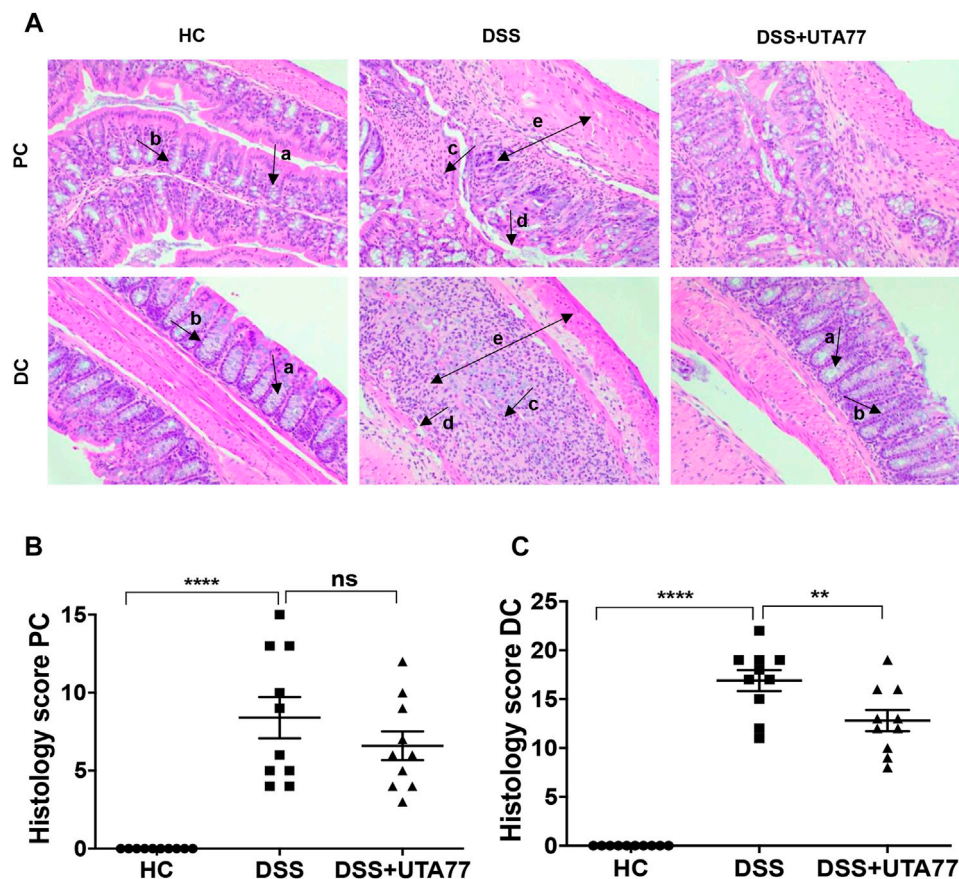 A
HC DSS DSS+UTA77
PC
b a
c e
d
DC
b a
e
d c
a
b
B
**** ns
Histology score PC
15
10
5
0
HC DSS DSS+UTA77
C
**** **
Histology score DC
25
20
15
10
5
0
HC DSS DSS+UTA77